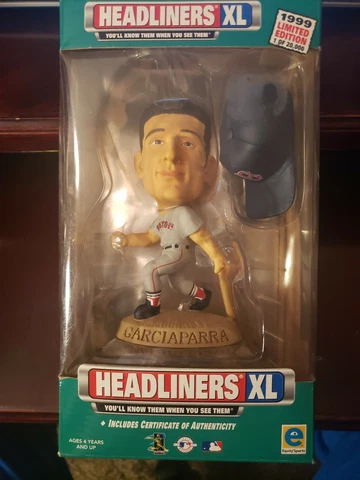 HEADLINERS XL
YOU'LL KNOW THEM WHEN YOU SEE THEM*
1999
LIMITED
EDITION
1 OF 20,000
GARCIAPARRA
HEADLINERS® XL
YOU'LL KNOW THEM WHEN YOU SEE THEM*
• INCLUDES CERTIFICATE OF AUTHENTICITY
AGES 4 YEARS
AND UP
e